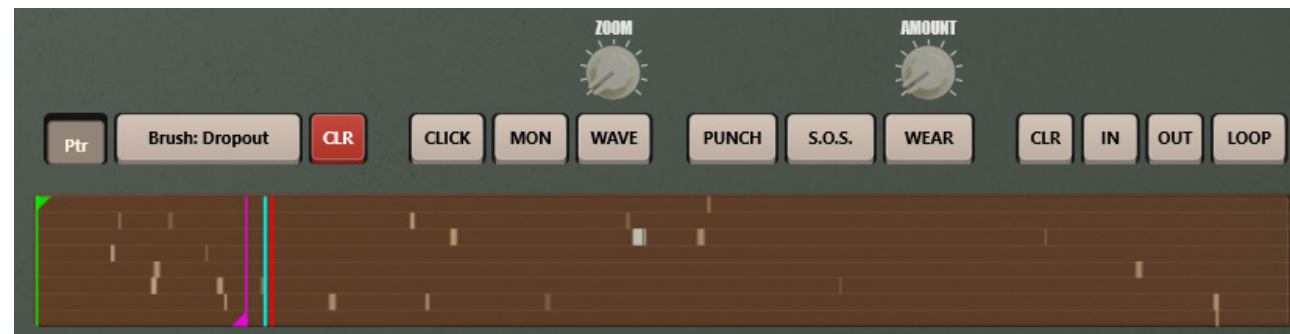 ZOOM AMOUNT
Ptr Brush: Dropout CLR CLICK MON WAVE PUNCH S.O.S. WEAR CLR IN OUT LOOP